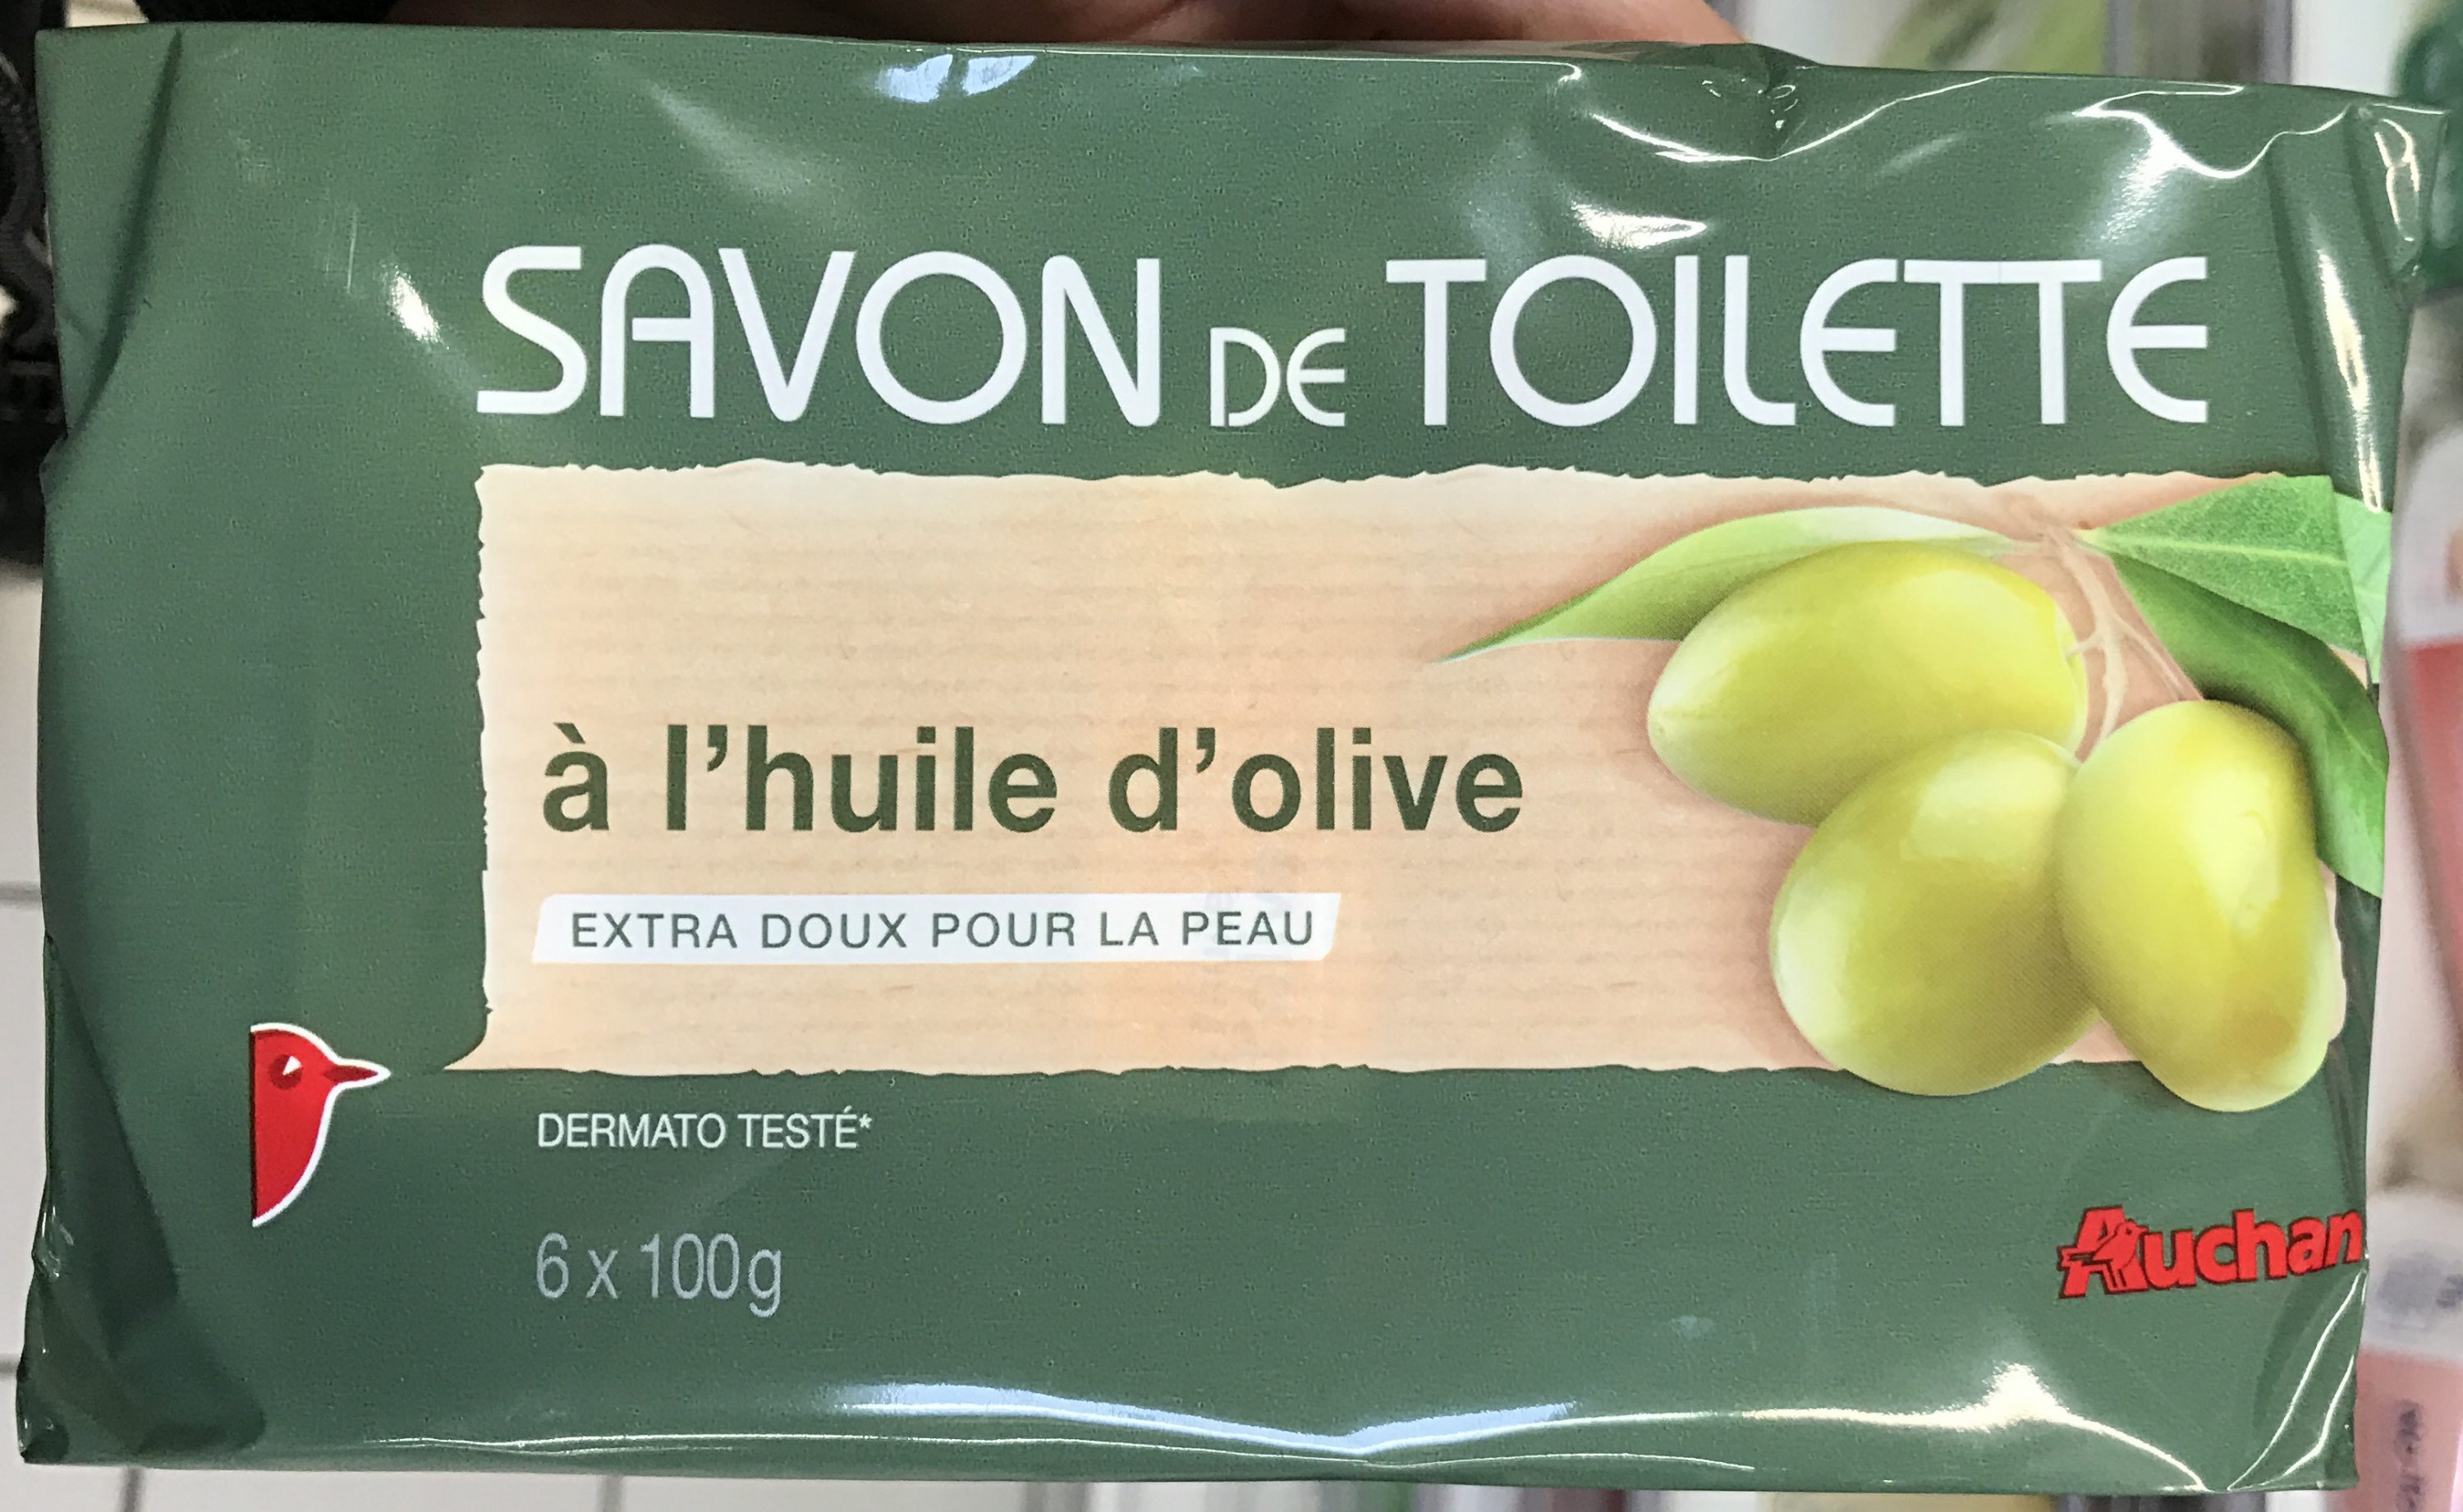 SAVON DE TOILETTE
à l'huile d'olive
EXTRA DOUX POUR LA PEAU
DERMATO TESTÉ*
6 x 100g
Auchan